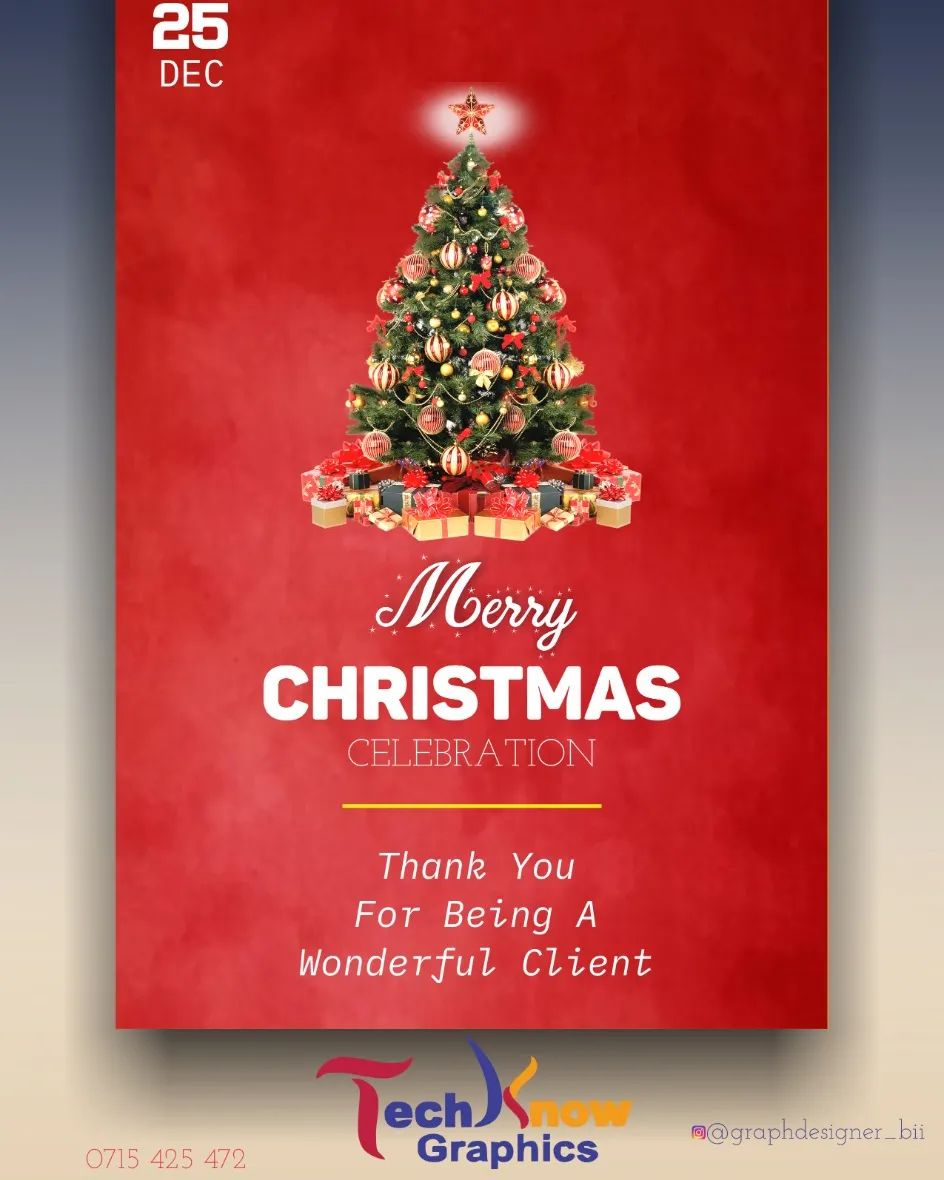 25
DEC
Merry
CHRISTMAS
CELEBRATION
Thank You
For Being A
Wonderful Client
TechKnow
Graphics
@graphdesigner_bii
0715 425 472